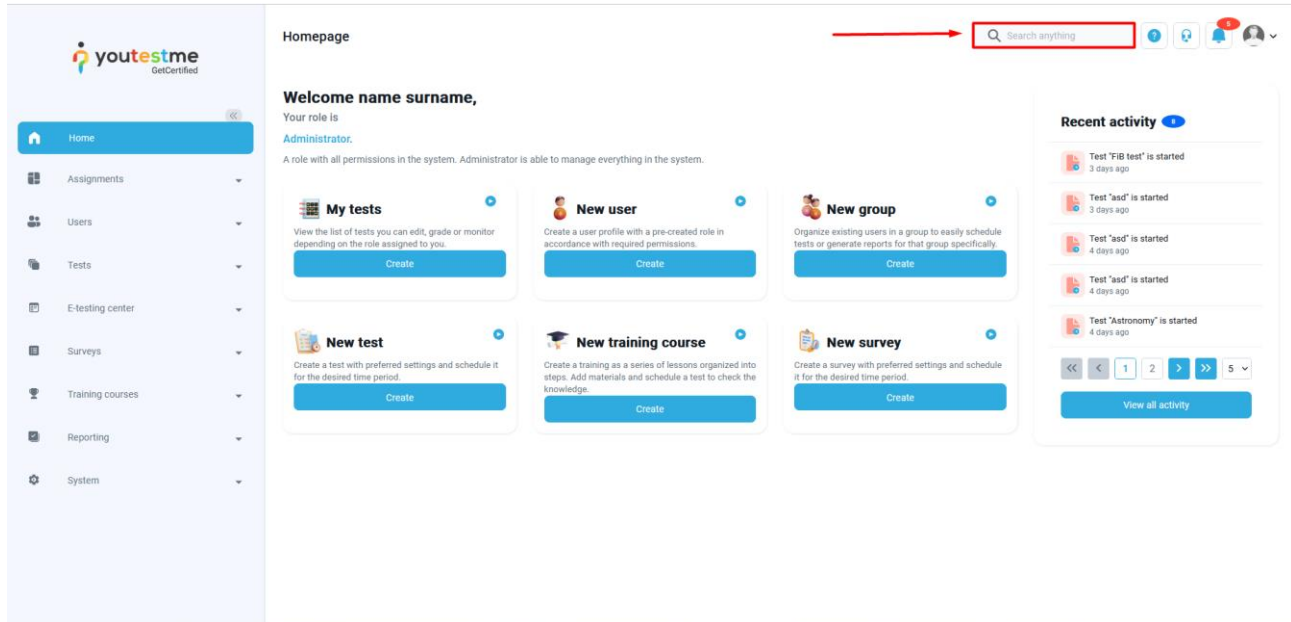 youtestme
GetCertified
Home
Assignments
Users
Tests
E-testing center
Surveys
Training courses
Reporting
System
Homepage
Search anything
5
Welcome name surname,
Your role is
Administrator.
A role with all permissions in the system. Administrator is able to manage everything in the system.
My tests
View the list of tests you can edit, grade or monitor
depending on the role assigned to you.
Create
New user
Create a user profile with a pre-created role in
accordance with required permissions.
Create
New group
Organize existing users in a group to easily schedule
tests or generate reports for that group specifically.
Create
New test
Create a test with preferred settings and schedule it
for the desired time period.
Create
New training course
Create a training as a series of lessons organized into
steps. Add materials and schedule a test to check the
knowledge.
Create
New survey
Create a survey with preferred settings and schedule
it for the desired time period.
Create
Recent activity
Test "FiB test" is started
3 days ago
Test "asd" is started
3 days ago
Test "asd" is started
4 days ago
Test "asd" is started
4 days ago
Test "Astronomy" is started
4 days ago
1 2 5
View all activity